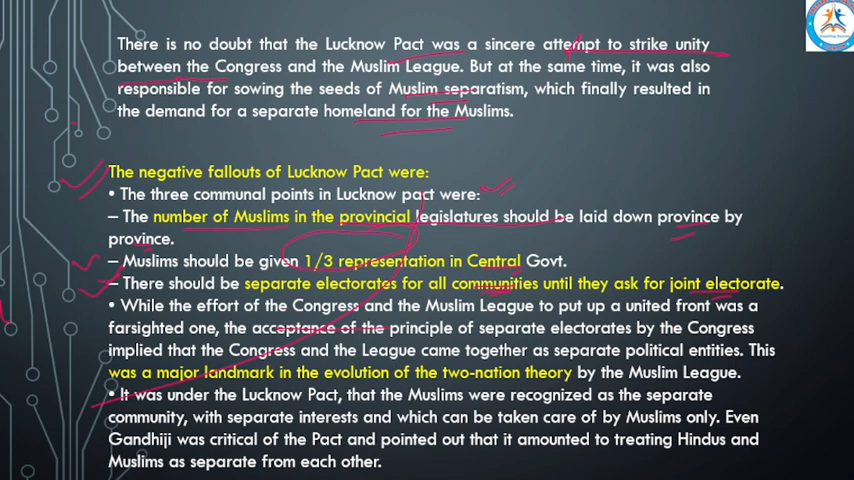 There is no doubt that the Lucknow Pact was a sincere attempt to strike unity
between the Congress and the Muslim League. But at the same time, it was also
responsible for sowing the seeds of Muslim separatism, which finally resulted in
the demand for a separate homeland for the Muslims.
The negative fallouts of Lucknow Pact were:
• The three communal points in Lucknow pact were:
– The number of Muslims in the provincial legislatures should be laid down province by
province.
– Muslims should be given 1/3 representation in Central Govt.
– There should be separate electorates for all communities until they ask for joint electorate.
• While the effort of the Congress and the Muslim League to put up a united front was a
farsighted one, the acceptance of the principle of separate electorates by the Congress
implied that the Congress and the League came together as separate political entities. This
was a major landmark in the evolution of the two-nation theory by the Muslim League.
• It was under the Lucknow Pact, that the Muslims were recognized as the separate
community, with separate interests and which can be taken care of by Muslims only. Even
Gandhiji was critical of the Pact and pointed out that it amounted to treating Hindus and
Muslims as separate from each other.